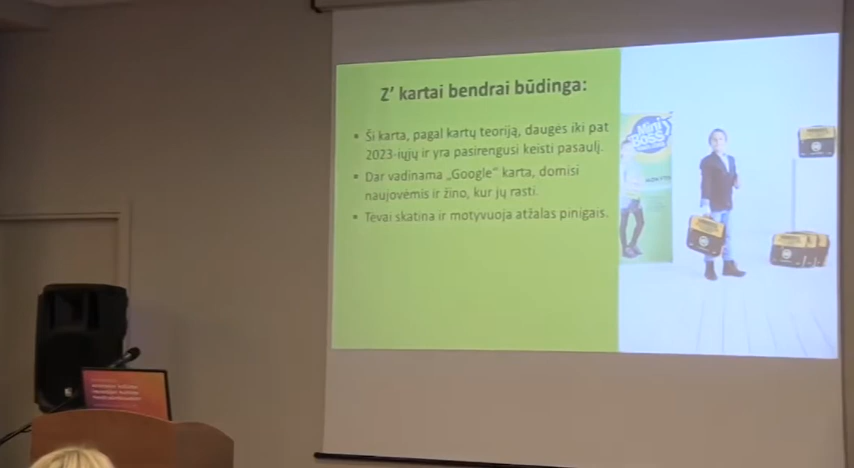 Z’ kartai bendrai būdinga:
▪ Ši karta, pagal kartų teoriją, daugės iki pat
2023-iųjų ir yra pasirengusi keisti pasaulį.
▪ Dar vadinama „Google“ karta, domisi
naujovėmis ir žino, kur jų rasti.
▪ Tėvai skatina ir motyvuoja atžalas pinigais.
Mini
Boss